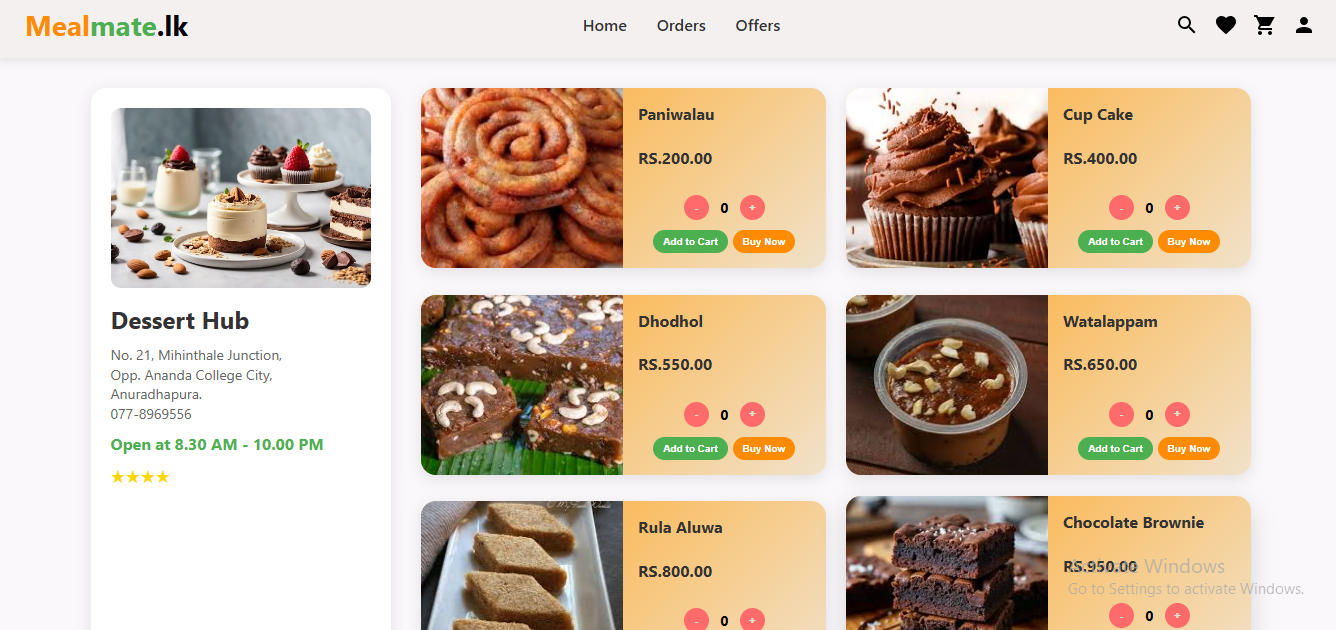 Mealmate.lk
Home Orders Offers
Dessert Hub
No. 21, Mihinthale Junction,
Opp. Ananda College City,
Anuradhapura.
077-8969556
Open at 8.30 AM - 10.00 PM
★★★★
Paniwalau
RS.200.00
- 0 +
Add to Cart Buy Now
Cup Cake
RS.400.00
- 0 +
Add to Cart Buy Now
Dhodhol
RS.550.00
- 0 +
Add to Cart Buy Now
Watalappam
RS.650.00
- 0 +
Add to Cart Buy Now
Rula Aluwa
RS.800.00
- 0 +
Chocolate Brownie
RS.950.00
- 0 +
Activate Windows
Go to Settings to activate Windows.